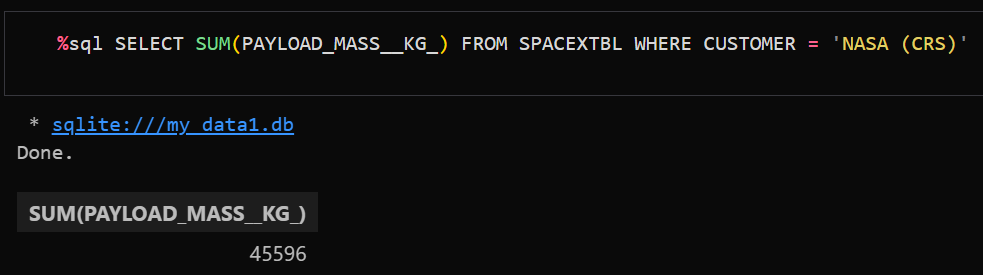 %sql SELECT SUM(PAYLOAD_MASS__KG_) FROM SPACEXTBL WHERE CUSTOMER = 'NASA (CRS)'
* sqlite:///my_data1.db
Done.
SUM(PAYLOAD_MASS__KG_)
45596